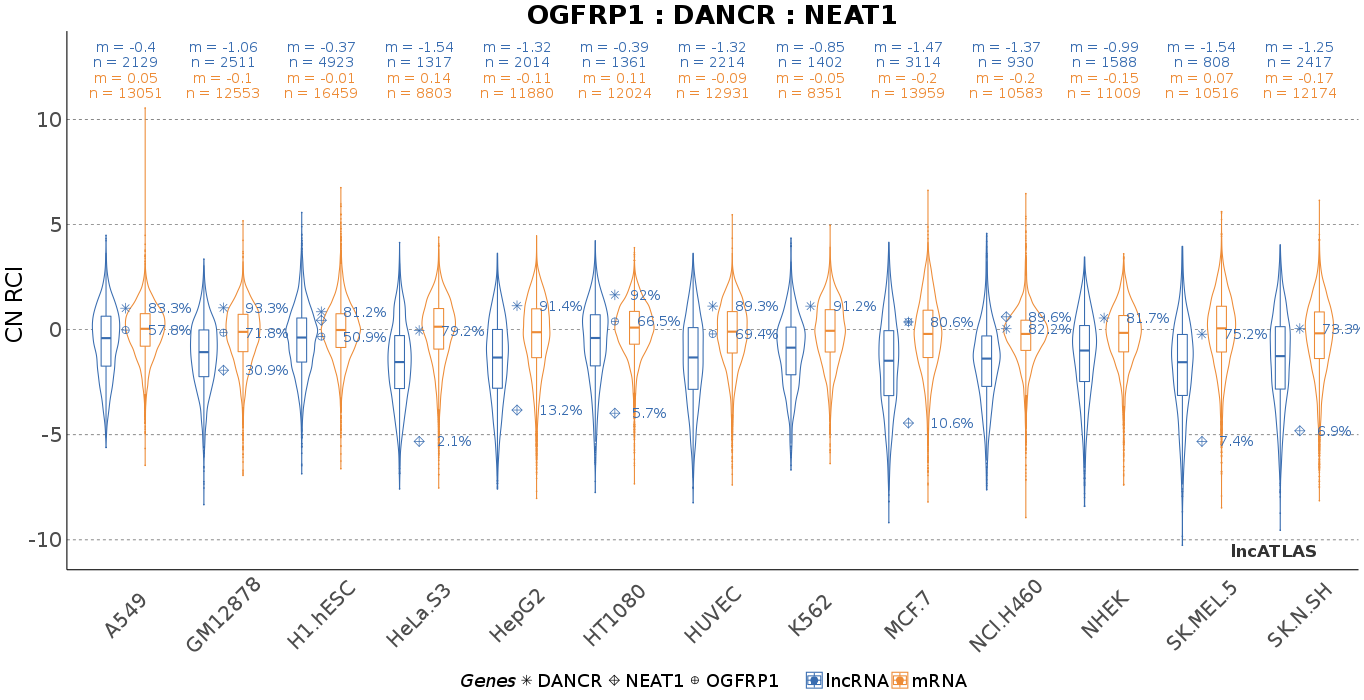 OGFRP1 : DANCR : NEAT1
m = -0.4 m = -1.06 m = -0.37 m = -1.54 m = -1.32 m = -0.39 m = -1.32 m = -0.85 m = -1.47 m = -1.37 m = -0.99 m = -1.54 m = -1.25
n = 2129 n = 2511 n = 4923 n = 1317 n = 2014 n = 1361 n = 2214 n = 1402 n = 3114 n = 930 n = 1588 n = 808 n = 2417
m = 0.05 m = -0.1 m = -0.01 m = 0.14 m = -0.11 m = 0.11 m = -0.09 m = -0.05 m = -0.2 m = -0.2 m = -0.15 m = 0.07 m = -0.17
n = 13051 n = 12553 n = 16459 n = 8803 n = 11880 n = 12024 n = 12931 n = 8351 n = 13959 n = 10583 n = 11009 n = 10516 n = 12174
10
5
0
-5
-10
CN RCI
83.3% 93.3% 81.2% 79.2% 91.4% 92% 89.3% 91.2% 80.6% 89.6% 81.7% 75.2% 73.3%
57.8% 71.8% 50.9% 66.5% 69.4% 82.2%
30.9% 2.1% 13.2% 5.7% 10.6% 7.4% 6.9%
lncATLAS
A549 GM12878 H1.hESC HeLa.S3 HepG2 HT1080 HUVEC K562 MCF.7 NCI.H460 NHEK SK.MEL.5 SK.N.SH
Genes DANCR NEAT1 OGFRP1 lncRNA mRNA